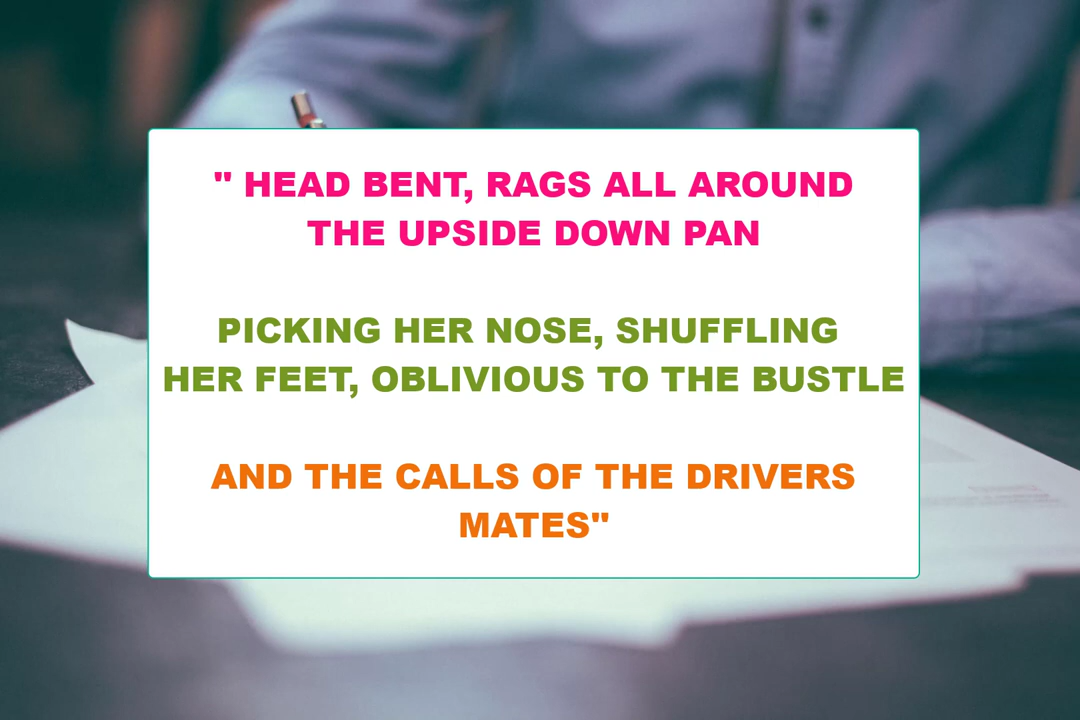 " HEAD BENT, RAGS ALL AROUND
THE UPSIDE DOWN PAN
PICKING HER NOSE, SHUFFLING
HER FEET, OBLIVIOUS TO THE BUSTLE
AND THE CALLS OF THE DRIVERS
MATES"